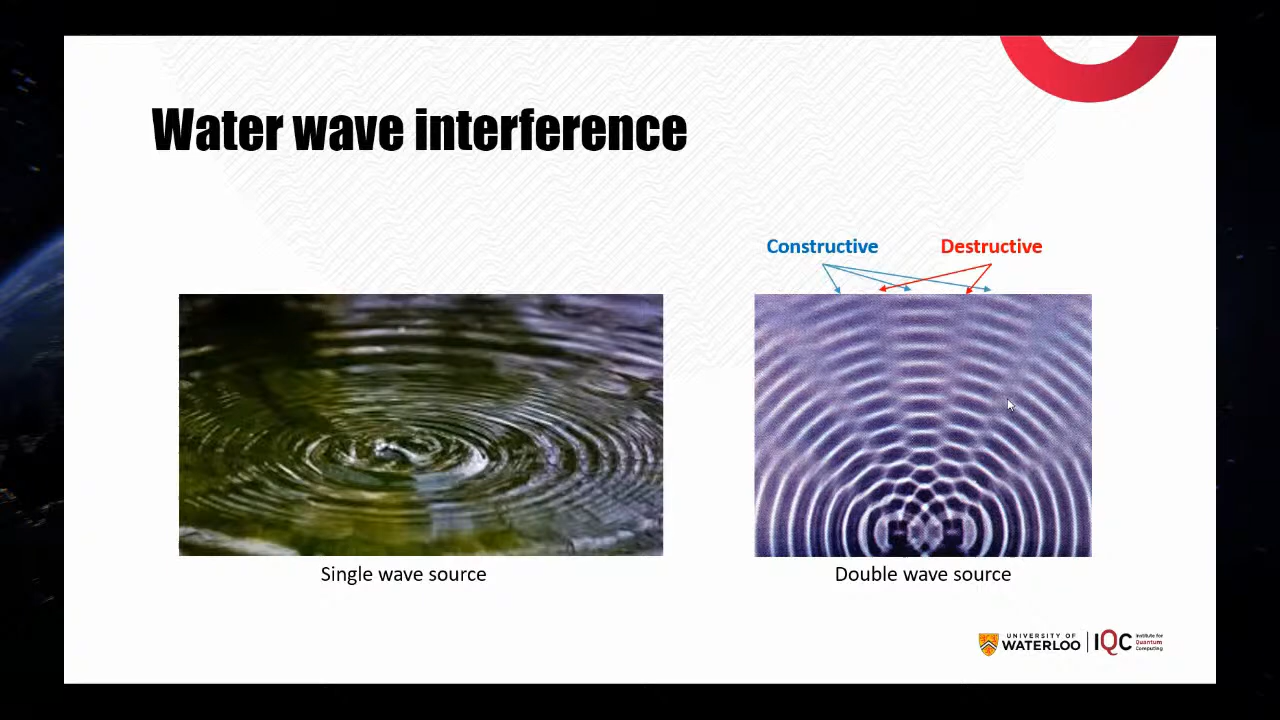 Water wave interference
Constructive
Destructive
Single wave source
Double wave source
UNIVERSITY OF
WATERLOO
IQC
Institute for
Quantum
Computing